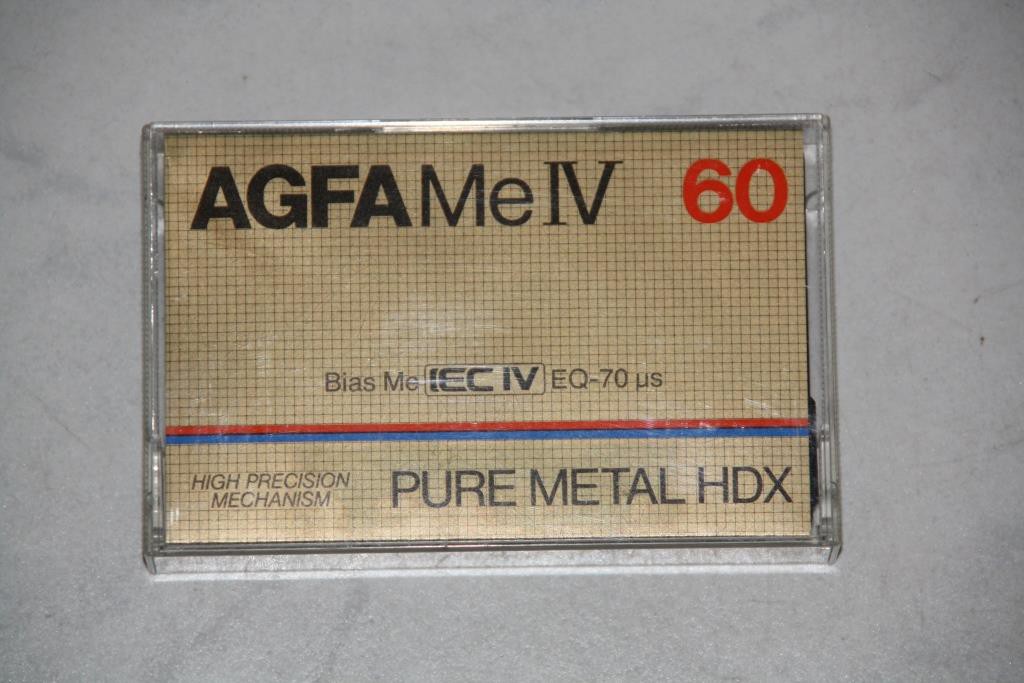 AGFA Me IV 60
Bias Me IEC IV EQ-70 µs
HIGH PRECISION
MECHANISM
PURE METAL HDX